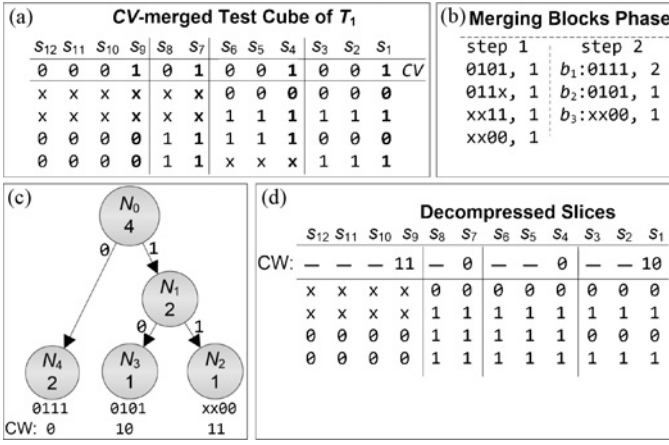 (a) CV-merged Test Cube of T1
S12 S11 S10 S9 S8 S7 S6 S5 S4 S3 S2 S1
0 0 0 1 0 1 0 0 1 0 0 1 CV
x x x x x x 0 0 0 0 0 0
x x x x x x 1 1 1 1 1 1
0 0 0 0 1 1 1 1 1 0 0 0
0 0 0 0 1 1 x x x 1 1 1
(b) Merging Blocks Phase
step 1 step 2
0101, 1 b1:0111, 2
011x, 1 b2:0101, 1
xx11, 1 b3:xx00, 1
xx00, 1
(c)
N0
4
0 1
N1
2
0 1
N4 N3 N2
2 1 1
0111 0101 xx00
CW: 0 10 11
(d) Decompressed Slices
S12 S11 S10 S9 S8 S7 S6 S5 S4 S3 S2 S1
CW: — — — 11 — 0 — — 0 — — 10
x x x x 0 0 0 0 0 0 0 0
x x x x 1 1 1 1 1 1 1 1
0 0 0 0 1 1 1 1 1 0 0 0
0 0 0 0 1 1 1 1 1 1 1 1